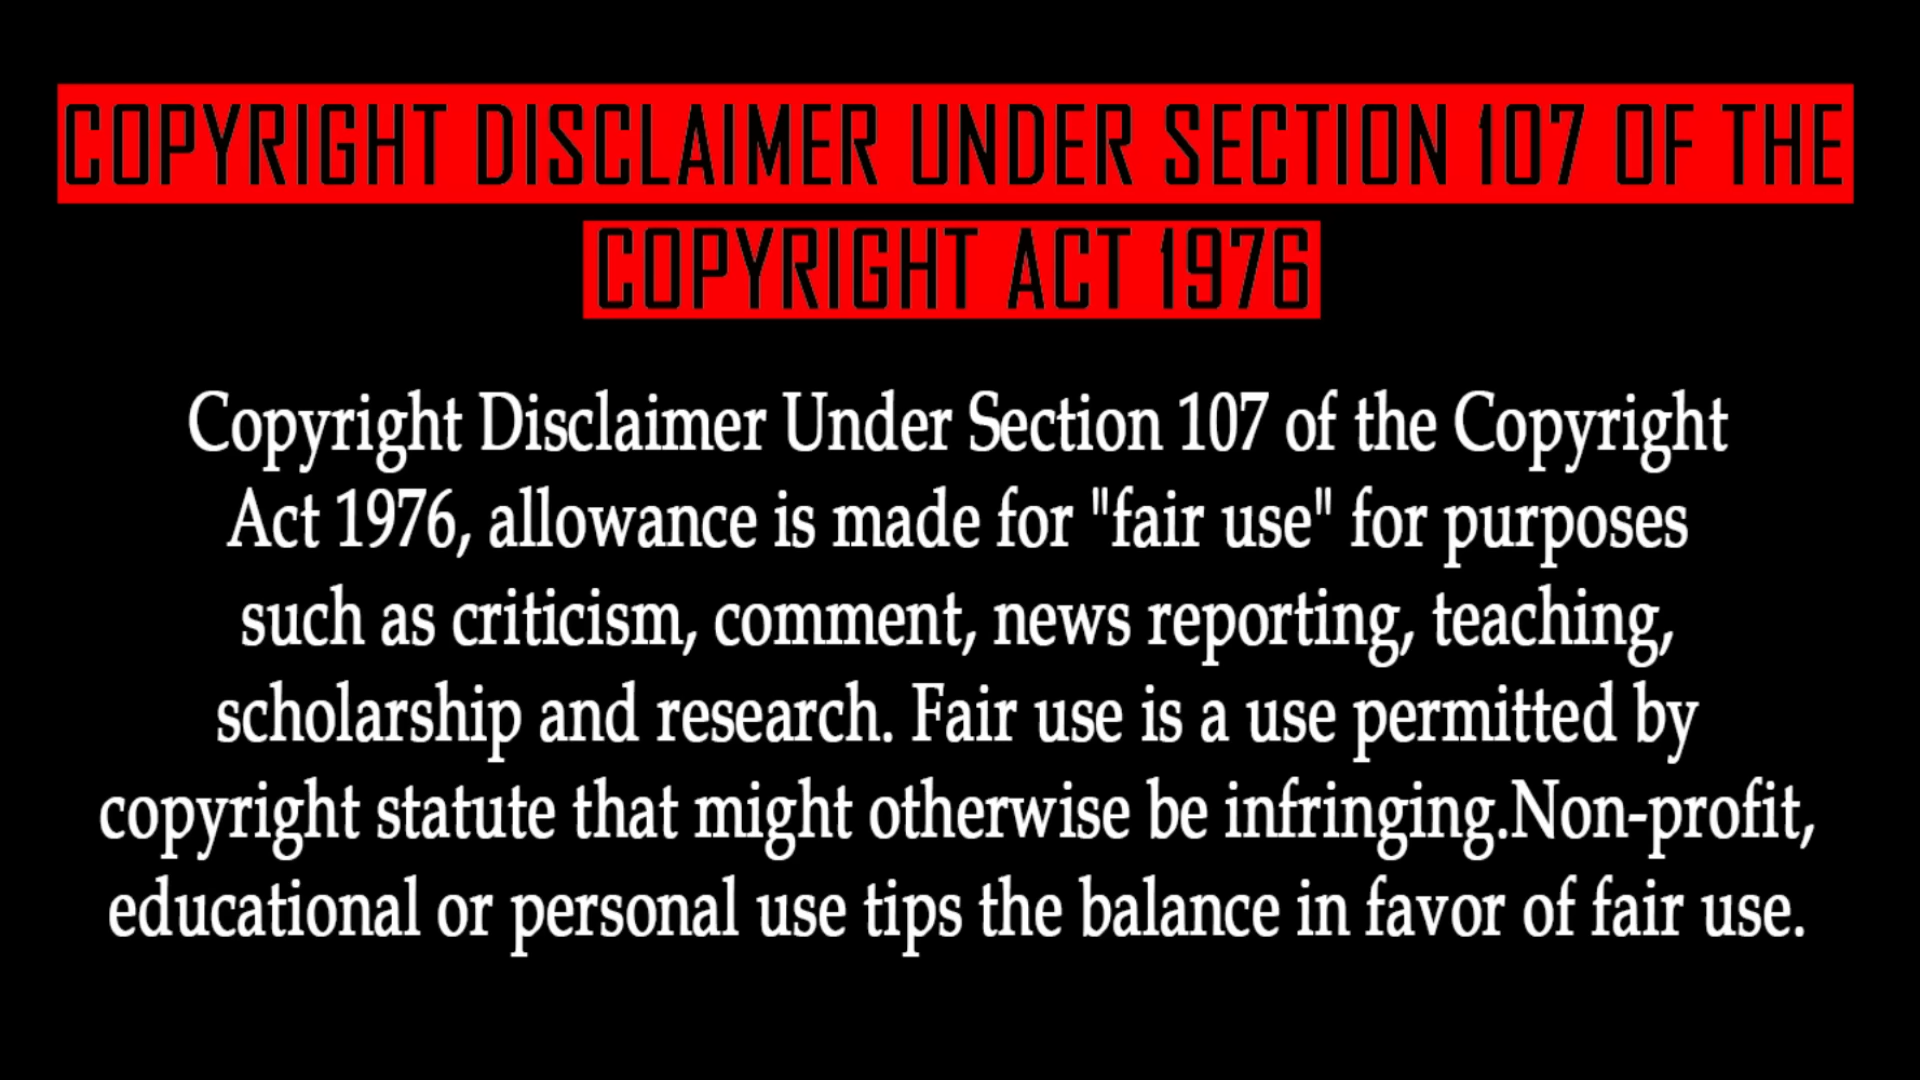 COPYRIGHT DISCLAIMER UNDER SECTION 107 OF THE
COPYRIGHT ACT 1976
Copyright Disclaimer Under Section 107 of the Copyright
Act 1976, allowance is made for "fair use" for purposes
such as criticism, comment, news reporting, teaching,
scholarship and research. Fair use is a use permitted by
copyright statute that might otherwise be infringing.Non-profit,
educational or personal use tips the balance in favor of fair use.